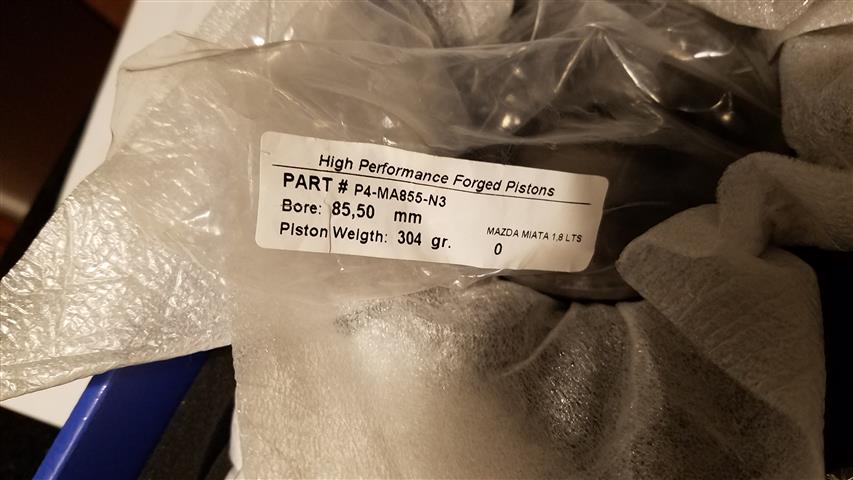 High Performance Forged Pistons
PART # P4-MA855-N3
Bore: 85,50 mm
Piston Weigth: 304 gr.
MAZDA MIATA 1,8 LTS
0